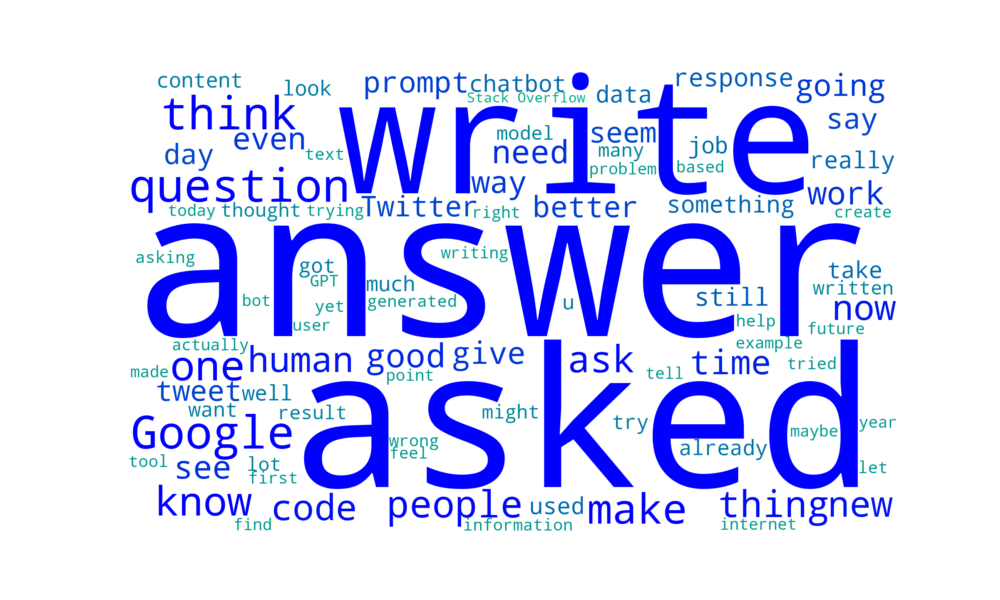 content look prompt chatbot response going
Stack Overflow data
think write say
even model seem
day text need many job really
question way problem based work
today thought trying Twitter right better something create
answer
asking writing
got take
GPT much written
bot yet generated u still now
user help future
actually example
one human good give ask time tried
made point tell
tweet well
want result might try year
Google asked maybe
wrong already
tool see lot feel let
first
know code people used make thing new
find information internet